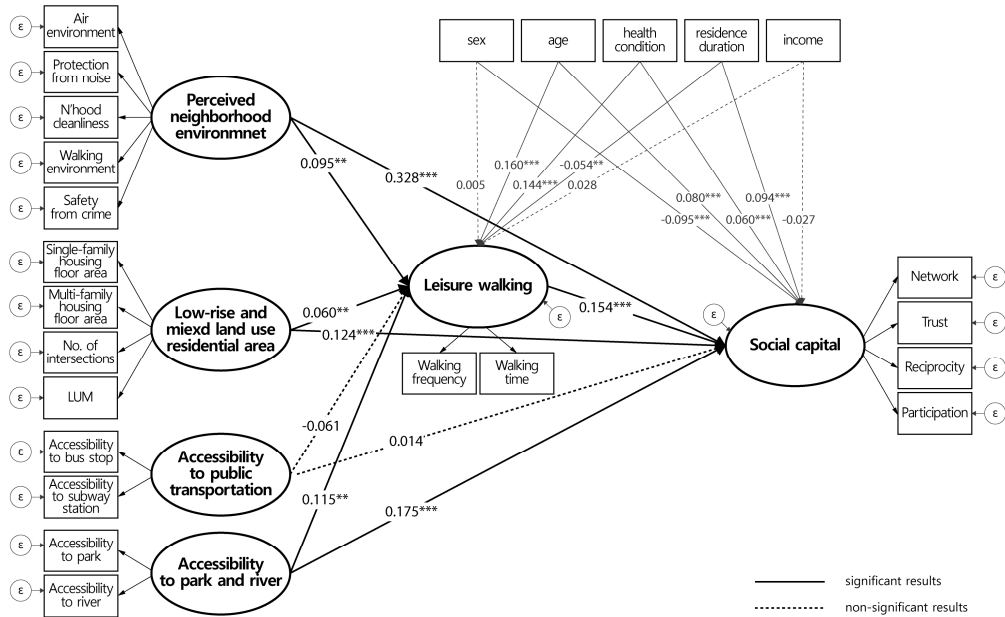 ε
Air
environment
ε
Protection
from noise
ε
N'hood
cleanliness
ε
Walking
environment
ε
Safety
from crime
Perceived
neighborhood
environmnet
ε
Single-family
housing
floor area
ε
Multi-family
housing
floor area
ε
No. of
intersections
ε
LUM
Low-rise and
miexd land use
residential area
c
Accessibility
to bus stop
ε
Accessibility
to subway
station
Accessibility
to public
transportation
ε
Accessibility
to park
ε
Accessibility
to river
Accessibility
to park and river
sex
age
health
condition
residence
duration
income
0.095**
0.328***
0.005
0.160***
0.144***
-0.054**
0.028
0.080***
-0.095***
0.094***
0.060***
-0.027
Leisure walking
ε
Walking
frequency
Walking
time
0.060**
0.124***
0.154***
-0.061
0.014
0.115**
0.175***
ε
Social capital
Network
ε
Trust
ε
Reciprocity
ε
Participation
ε
significant results
non-significant results